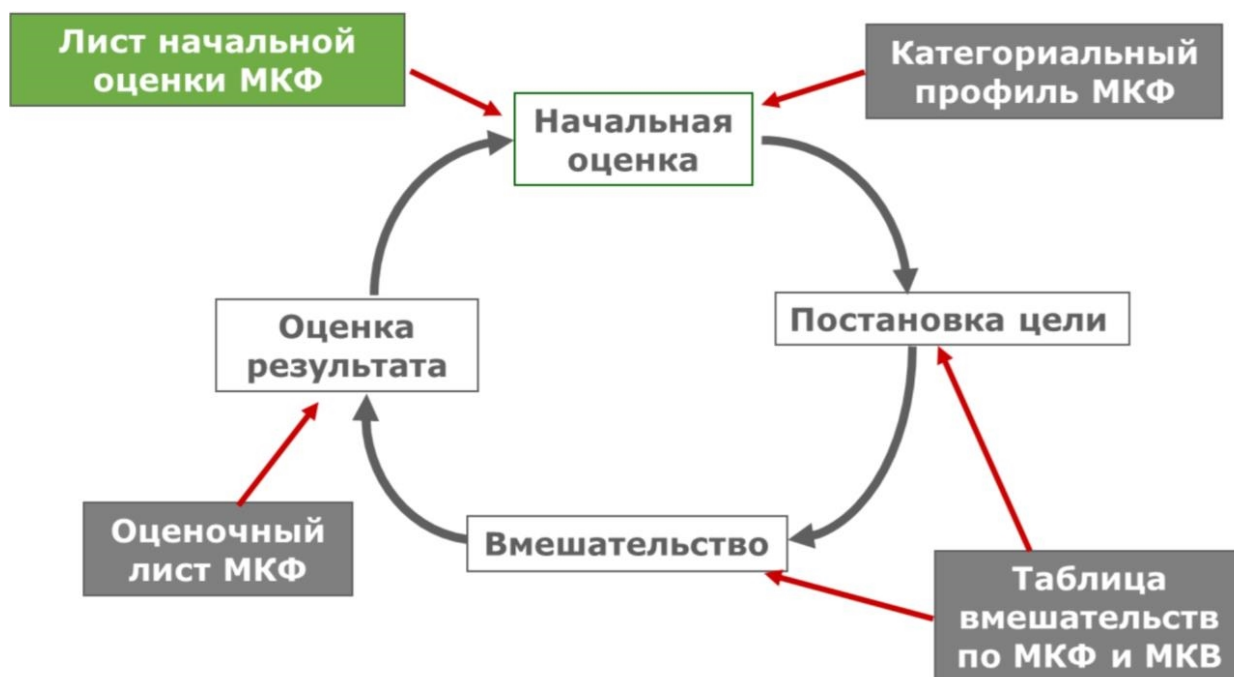 Лист начальной
оценки МКФ
Категориальный
профиль МКФ
Начальная
оценка
Оценка
результата
Постановка цели
Оценочный
лист МКФ
Вмешательство
Таблица
вмешательств
по МКФ и МКВ